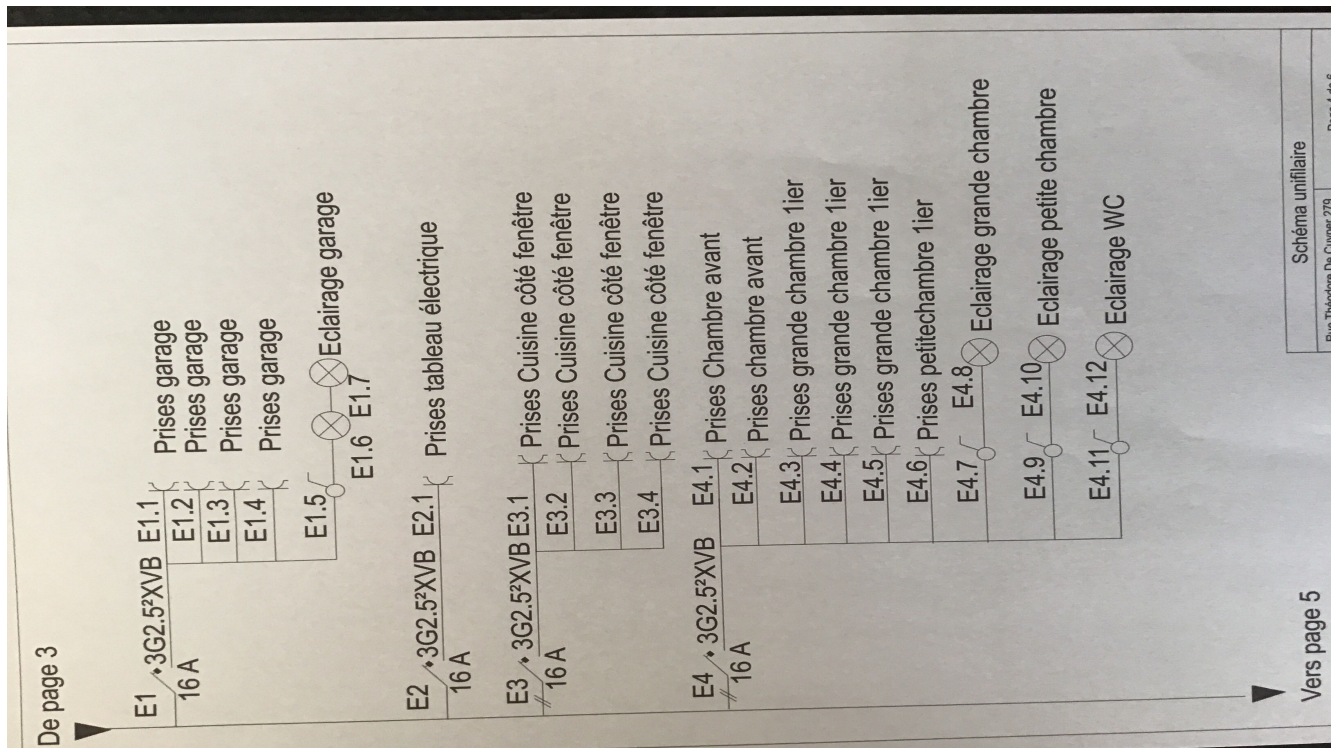 De page 3
E1
3G2.5²XVB
16 A
E1.1 Prises garage
E1.2 Prises garage
E1.3 Prises garage
E1.4 Prises garage
E1.5
E1.6 E1.7 Eclairage garage
E2
3G2.5²XVB
16 A
E2.1 Prises tableau électrique
E3
3G2.5²XVB
16 A
E3.1 Prises Cuisine côté fenêtre
E3.2 Prises Cuisine côté fenêtre
E3.3 Prises Cuisine côté fenêtre
E3.4 Prises Cuisine côté fenêtre
E4
3G2.5²XVB
16 A
E4.1 Prises Chambre avant
E4.2 Prises chambre avant
E4.3 Prises grande chambre 1ier
E4.4 Prises grande chambre 1ier
E4.5 Prises grande chambre 1ier
E4.6 Prises petitechambre 1ier
E4.7 E4.8 Eclairage grande chambre
E4.9 E4.10 Eclairage petite chambre
E4.11 E4.12 Eclairage WC
Vers page 5
Schéma unifilaire
Rue Théodore De Cuyper 279